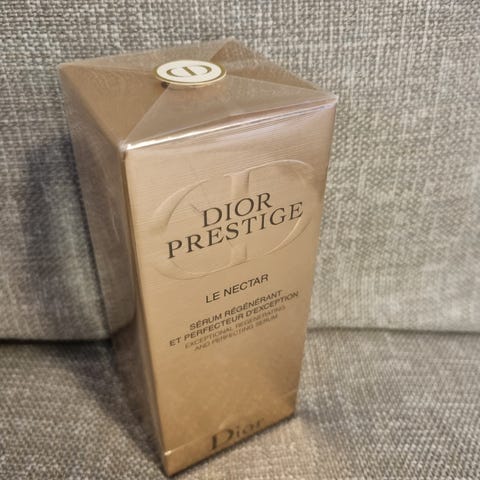 DIOR
PRESTIGE
LE NECTAR
SÉRUM RÉGÉNÉRANT
ET PERFECTEUR D'EXCEPTION
EXCEPTIONAL REGENERATING
AND PERFECTING SERUM
Dior